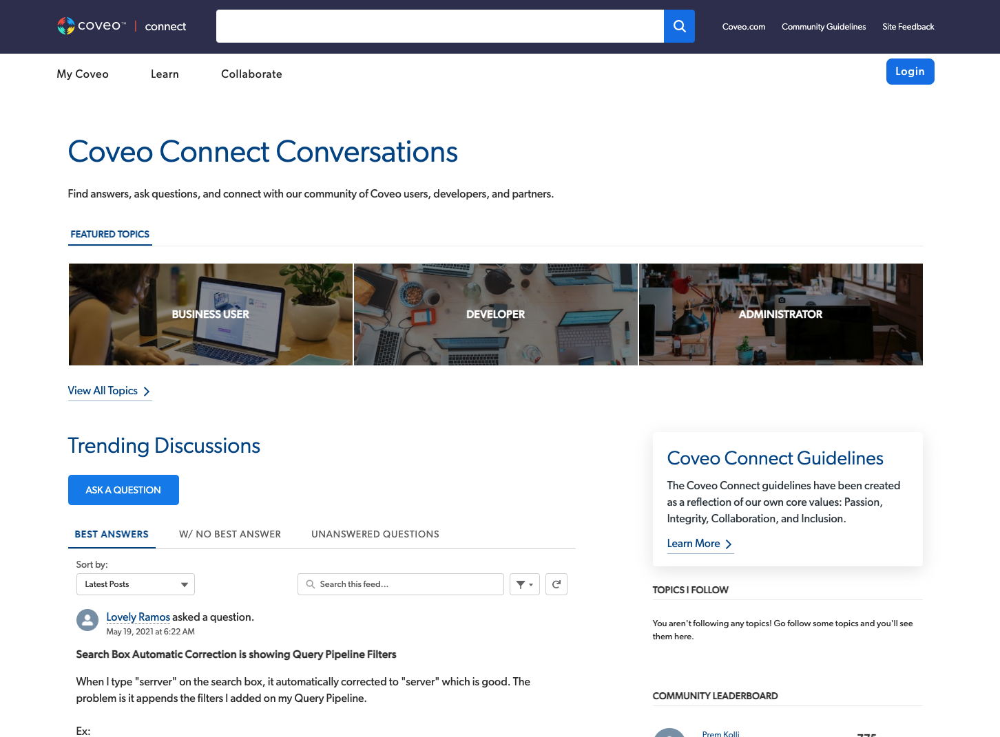 coveo™ | connect
Coveo.com
Community Guidelines
Site Feedback
My Coveo
Learn
Collaborate
Login
Coveo Connect Conversations
Find answers, ask questions, and connect with our community of Coveo users, developers, and partners.
FEATURED TOPICS
BUSINESS USER
DEVELOPER
ADMINISTRATOR
View All Topics
Trending Discussions
ASK A QUESTION
BEST ANSWERS
W/ NO BEST ANSWER
UNANSWERED QUESTIONS
Sort by:
Latest Posts
Search this feed...
Lovely Ramos asked a question.
May 19, 2021 at 6:22 AM
Search Box Automatic Correction is showing Query Pipeline Filters
When I type "serrver" on the search box, it automatically corrected to "server" which is good. The
problem is it appends the filters I added on my Query Pipeline.
Ex:
Coveo Connect Guidelines
The Coveo Connect guidelines have been created
as a reflection of our own core values: Passion,
Integrity, Collaboration, and Inclusion.
Learn More
TOPICS I FOLLOW
You aren't following any topics! Go follow some topics and you'll see
them here.
COMMUNITY LEADERBOARD
Prem Kolli
775